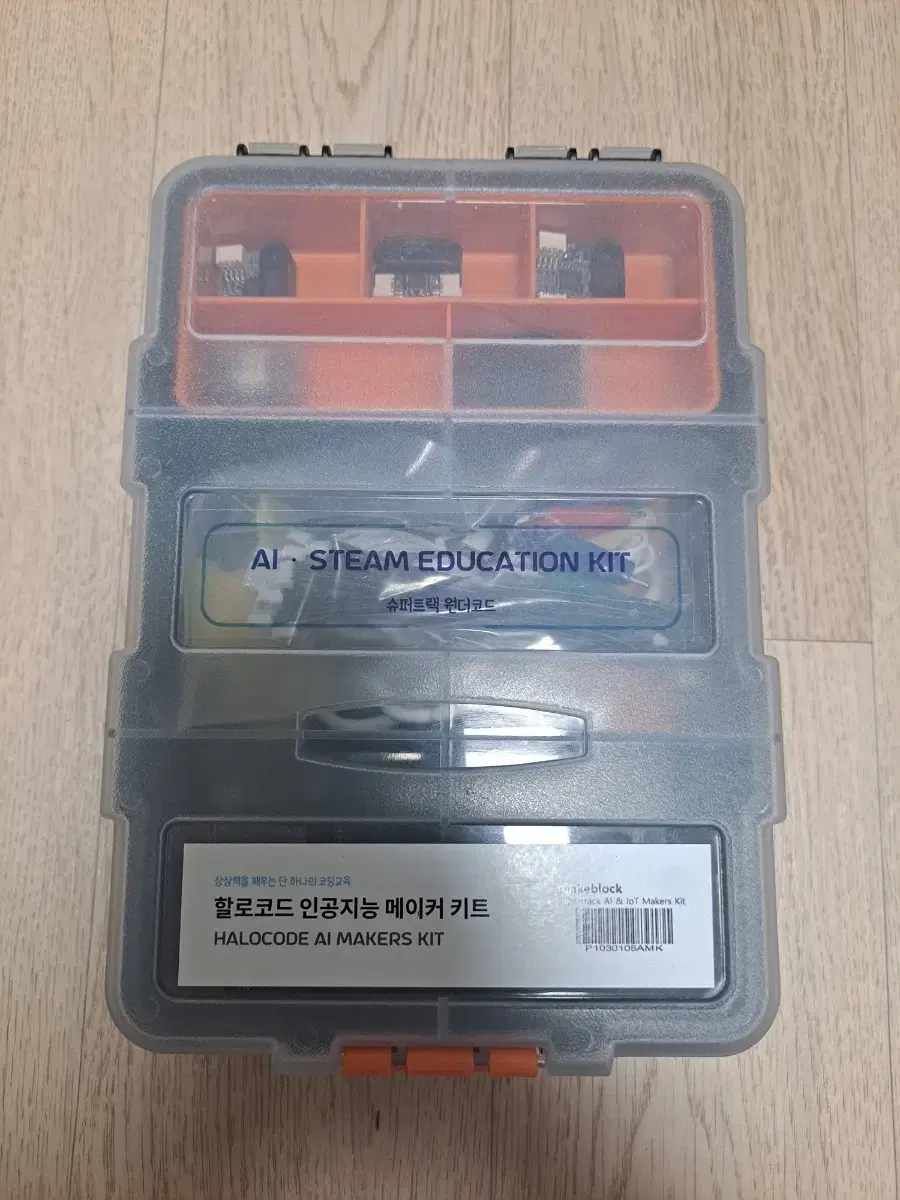 AI · STEAM EDUCATION KIT
슈퍼트랙 원더코드
상상력을 깨우는 단 하나의 코딩교육
할로코드 인공지능 메이커 키트
HALOCODE AI MAKERS KIT
makeblock
AI & IoT Makers Kit
P1030105AMK